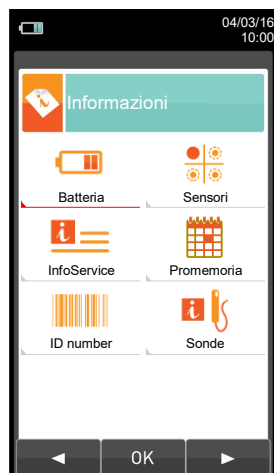 04/03/16
10:00
Informazioni
Batteria
Sensori
InfoService
Promemoria
ID number
Sonde
OK